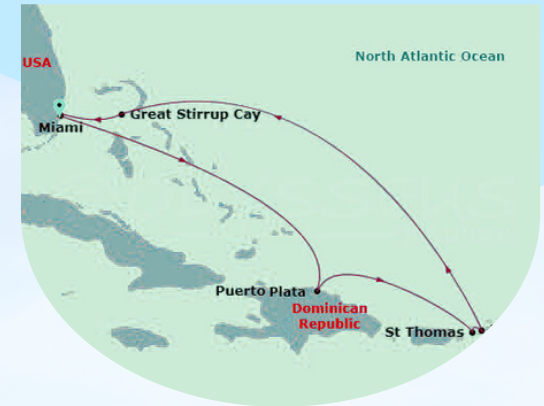 North Atlantic Ocean
USA
Great Stirrup Cay
Miami
Puerto Plata
Dominican
Republic
St Thomas